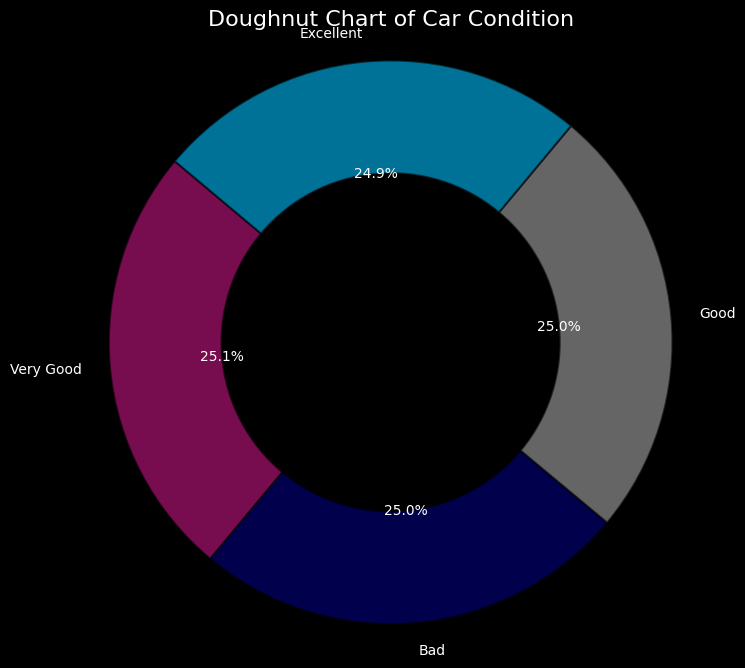 Doughnut Chart of Car Condition
Excellent
24.9%
Good
25.0%
Very Good
25.1%
25.0%
Bad